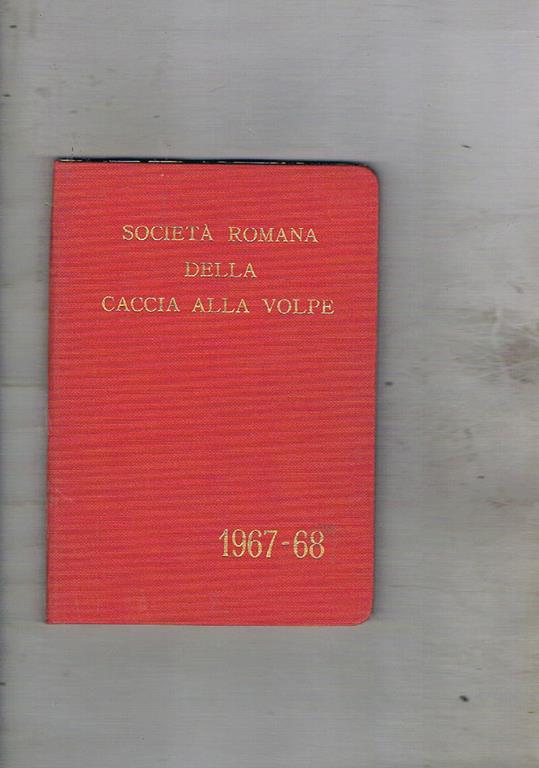 SOCIETÀ ROMANA
DELLA
CACCIA ALLA VOLPE
1967-68